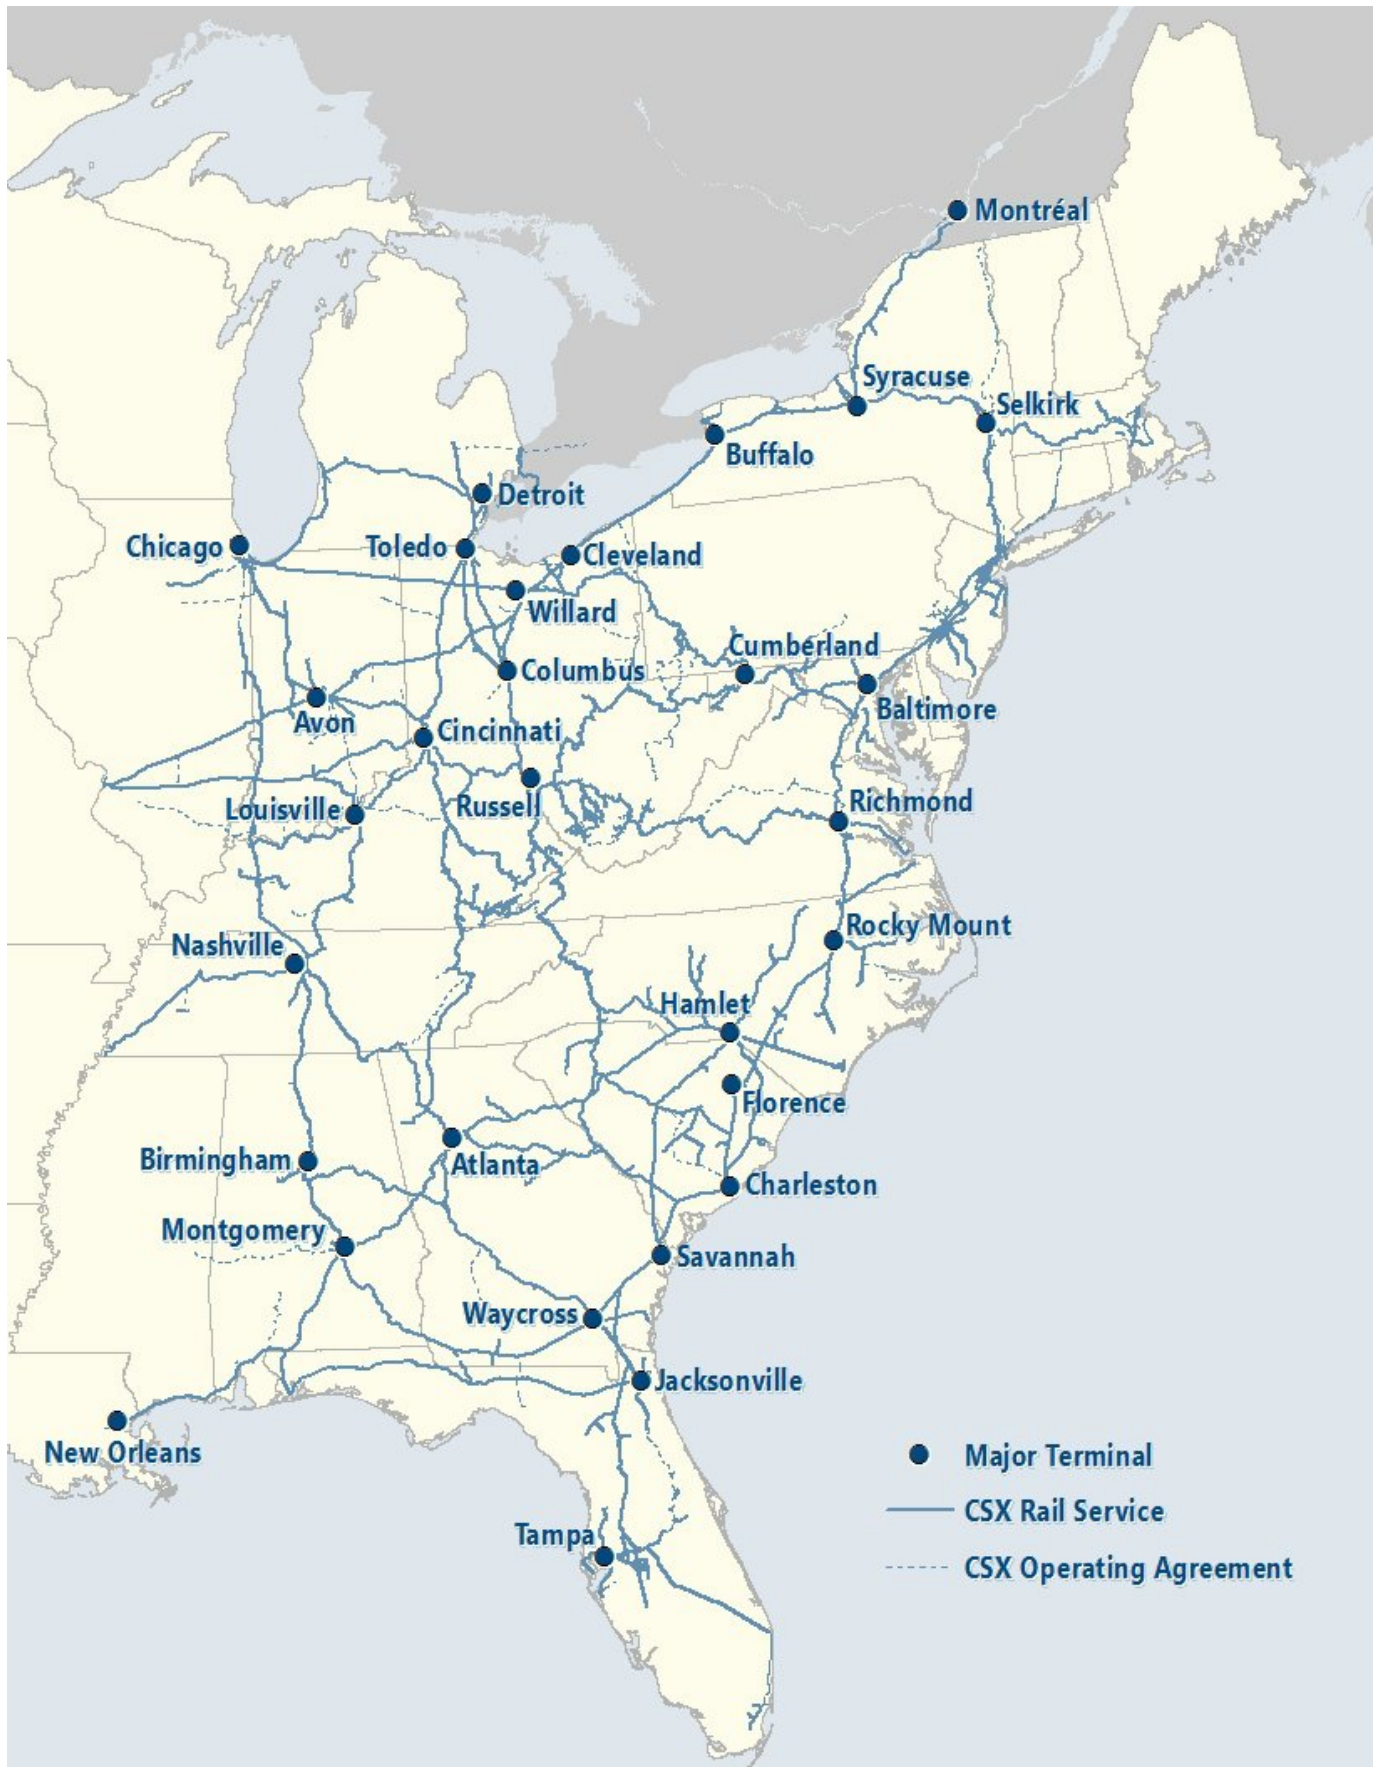 Montréal
Syracuse
Selkirk
Buffalo
Detroit
Chicago
Toledo
Cleveland
Willard
Cumberland
Columbus
Baltimore
Avon
Cincinnati
Richmond
Louisville
Russell
Rocky Mount
Nashville
Hamlet
Florence
Birmingham
Atlanta
Charleston
Montgomery
Savannah
Waycross
Jacksonville
New Orleans
Tampa
Major Terminal
CSX Rail Service
CSX Operating Agreement